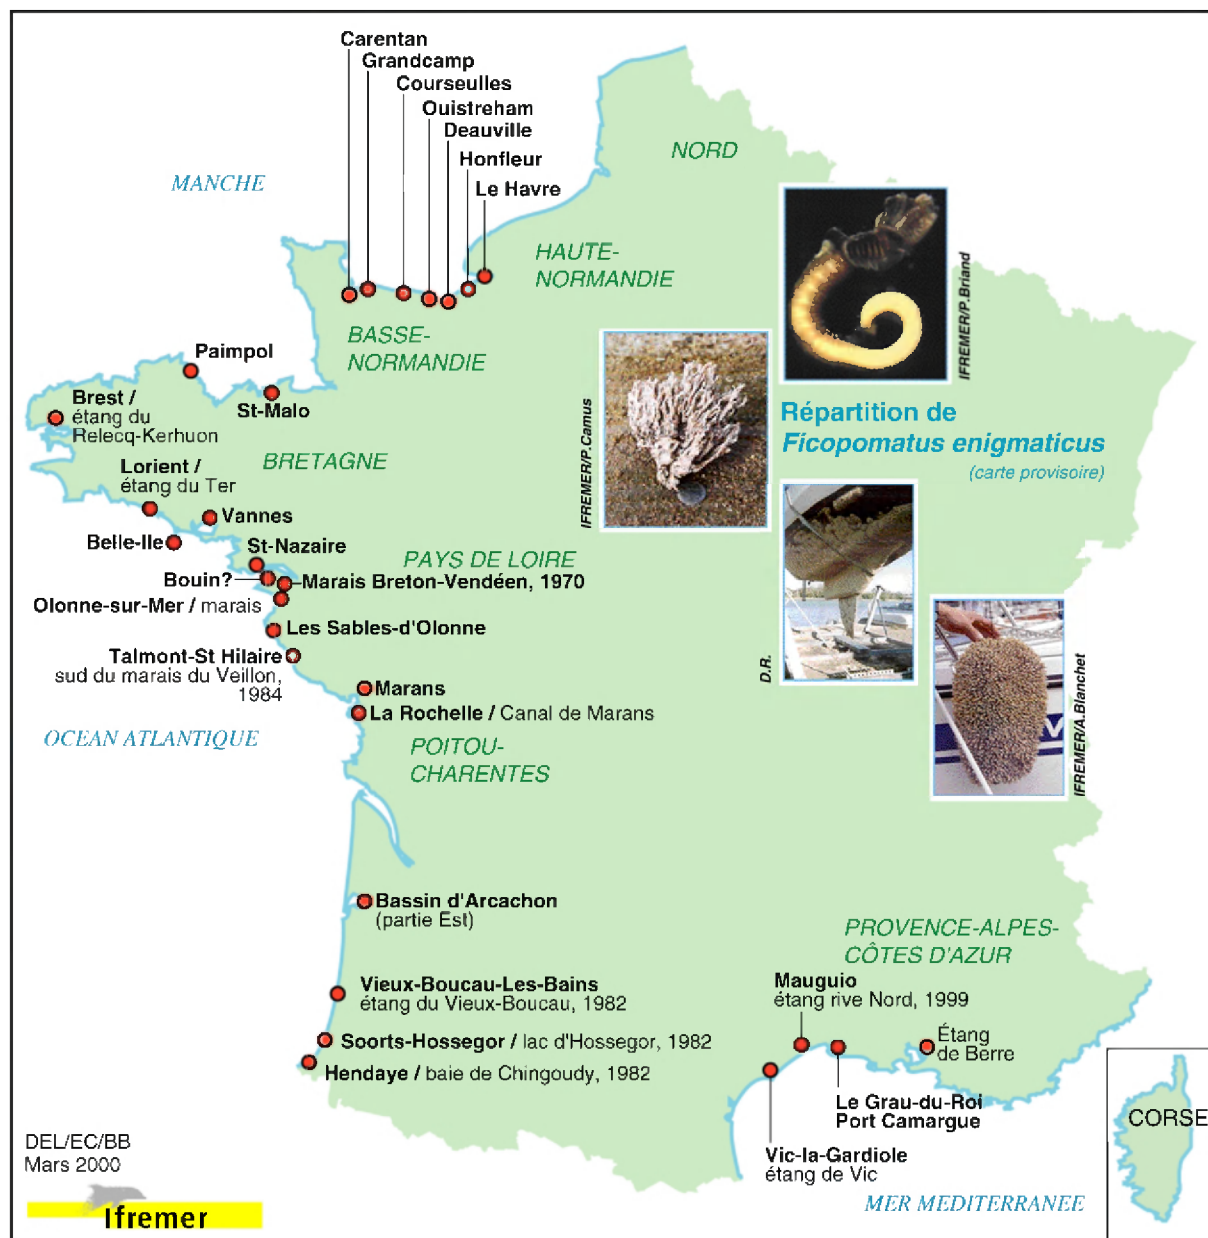 Carentan
Grandcamp
Courseulles
Ouistreham
Deauville
Honfleur
Le Havre
NORD
MANCHE
HAUTE-
NORMANDIE
BASSE-
NORMANDIE
IFREMER/P.Briand
IFREMER/P.Camus
Répartition de
Ficopomatus enigmaticus
(carte provisoire)
D.R.
IFREMER/A.Blanchet
Paimpol
St-Malo
Brest /
étang du
Relecq-Kerhuon
BRETAGNE
Lorient /
étang du Ter
Vannes
Belle-Ile
St-Nazaire
PAYS DE LOIRE
Bouin?
Marais Breton-Vendéen, 1970
Olonne-sur-Mer / marais
Les Sables-d'Olonne
Talmont-St Hilaire
sud du marais du Veillon,
1984
Marans
La Rochelle / Canal de Marans
OCEAN ATLANTIQUE
POITOU-
CHARENTES
Bassin d'Arcachon
(partie Est)
PROVENCE-ALPES-
CÔTES D'AZUR
Vieux-Boucau-Les-Bains
étang du Vieux-Boucau, 1982
Mauguio
étang rive Nord, 1999
Soorts-Hossegor / lac d'Hossegor, 1982
Étang
de Berre
Hendaye / baie de Chingoudy, 1982
Le Grau-du-Roi
Port Camargue
CORSE
Vic-la-Gardiole
étang de Vic
MER MEDITERRANEE
DEL/EC/BB
Mars 2000
Ifremer